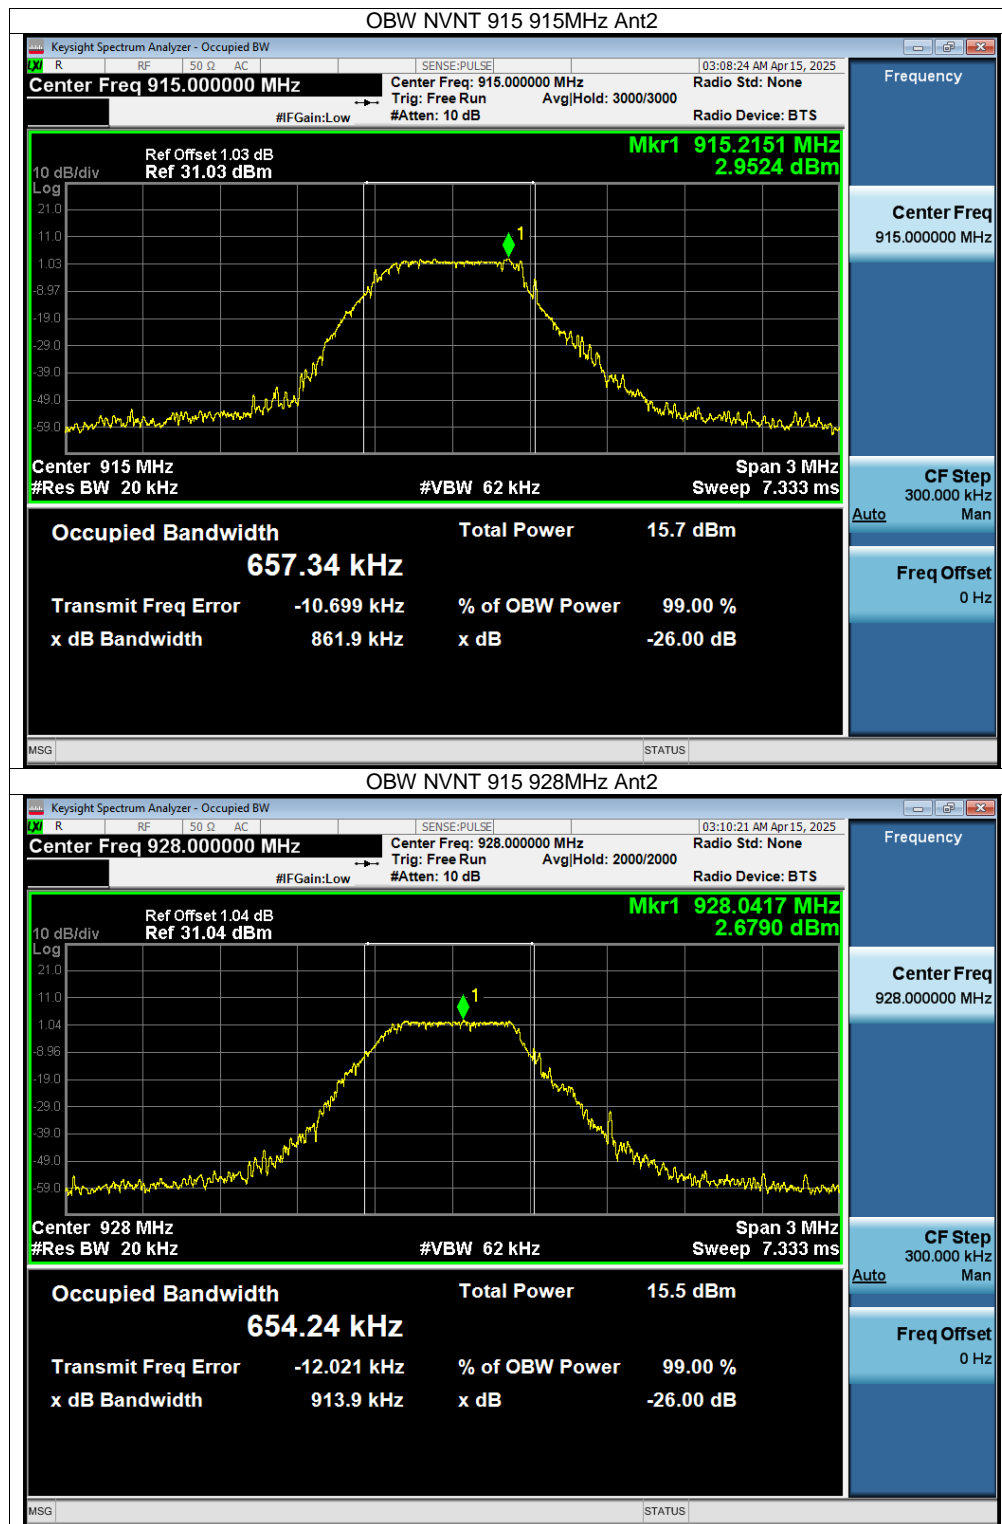 OBW NVNT 915 915MHz Ant2
Keysight Spectrum Analyzer - Occupied BW
LXI R RF 50 Ω AC SENSE:PULSE 03:08:24 AM Apr 15, 2025
Center Freq 915.000000 MHz Center Freq: 915.000000 MHz Radio Std: None
Trig: Free Run Avg|Hold: 3000/3000
#IFGain:Low #Atten: 10 dB Radio Device: BTS
Frequency
Mkr1 915.2151 MHz
2.9524 dBm
Ref Offset 1.03 dB
10 dB/div Ref 31.03 dBm
Log
21.0
11.0
1.03
-8.97
-19.0
-29.0
-39.0
-49.0
-59.0
1
Center 915 MHz Span 3 MHz
#Res BW 20 kHz #VBW 62 kHz Sweep 7.333 ms
Center Freq
915.000000 MHz
CF Step
300.000 kHz
Auto Man
Freq Offset
0 Hz
Occupied Bandwidth Total Power 15.7 dBm
657.34 kHz
Transmit Freq Error -10.699 kHz % of OBW Power 99.00 %
x dB Bandwidth 861.9 kHz x dB -26.00 dB
MSG STATUS
OBW NVNT 915 928MHz Ant2
Keysight Spectrum Analyzer - Occupied BW
LXI R RF 50 Ω AC SENSE:PULSE 03:10:21 AM Apr 15, 2025
Center Freq 928.000000 MHz Center Freq: 928.000000 MHz Radio Std: None
Trig: Free Run Avg|Hold: 2000/2000
#IFGain:Low #Atten: 10 dB Radio Device: BTS
Frequency
Mkr1 928.0417 MHz
2.6790 dBm
Ref Offset 1.04 dB
10 dB/div Ref 31.04 dBm
Log
21.0
11.0
1.04
-8.96
-19.0
-29.0
-39.0
-49.0
-59.0
1
Center 928 MHz Span 3 MHz
#Res BW 20 kHz #VBW 62 kHz Sweep 7.333 ms
Center Freq
928.000000 MHz
CF Step
300.000 kHz
Auto Man
Freq Offset
0 Hz
Occupied Bandwidth Total Power 15.5 dBm
654.24 kHz
Transmit Freq Error -12.021 kHz % of OBW Power 99.00 %
x dB Bandwidth 913.9 kHz x dB -26.00 dB
MSG STATUS